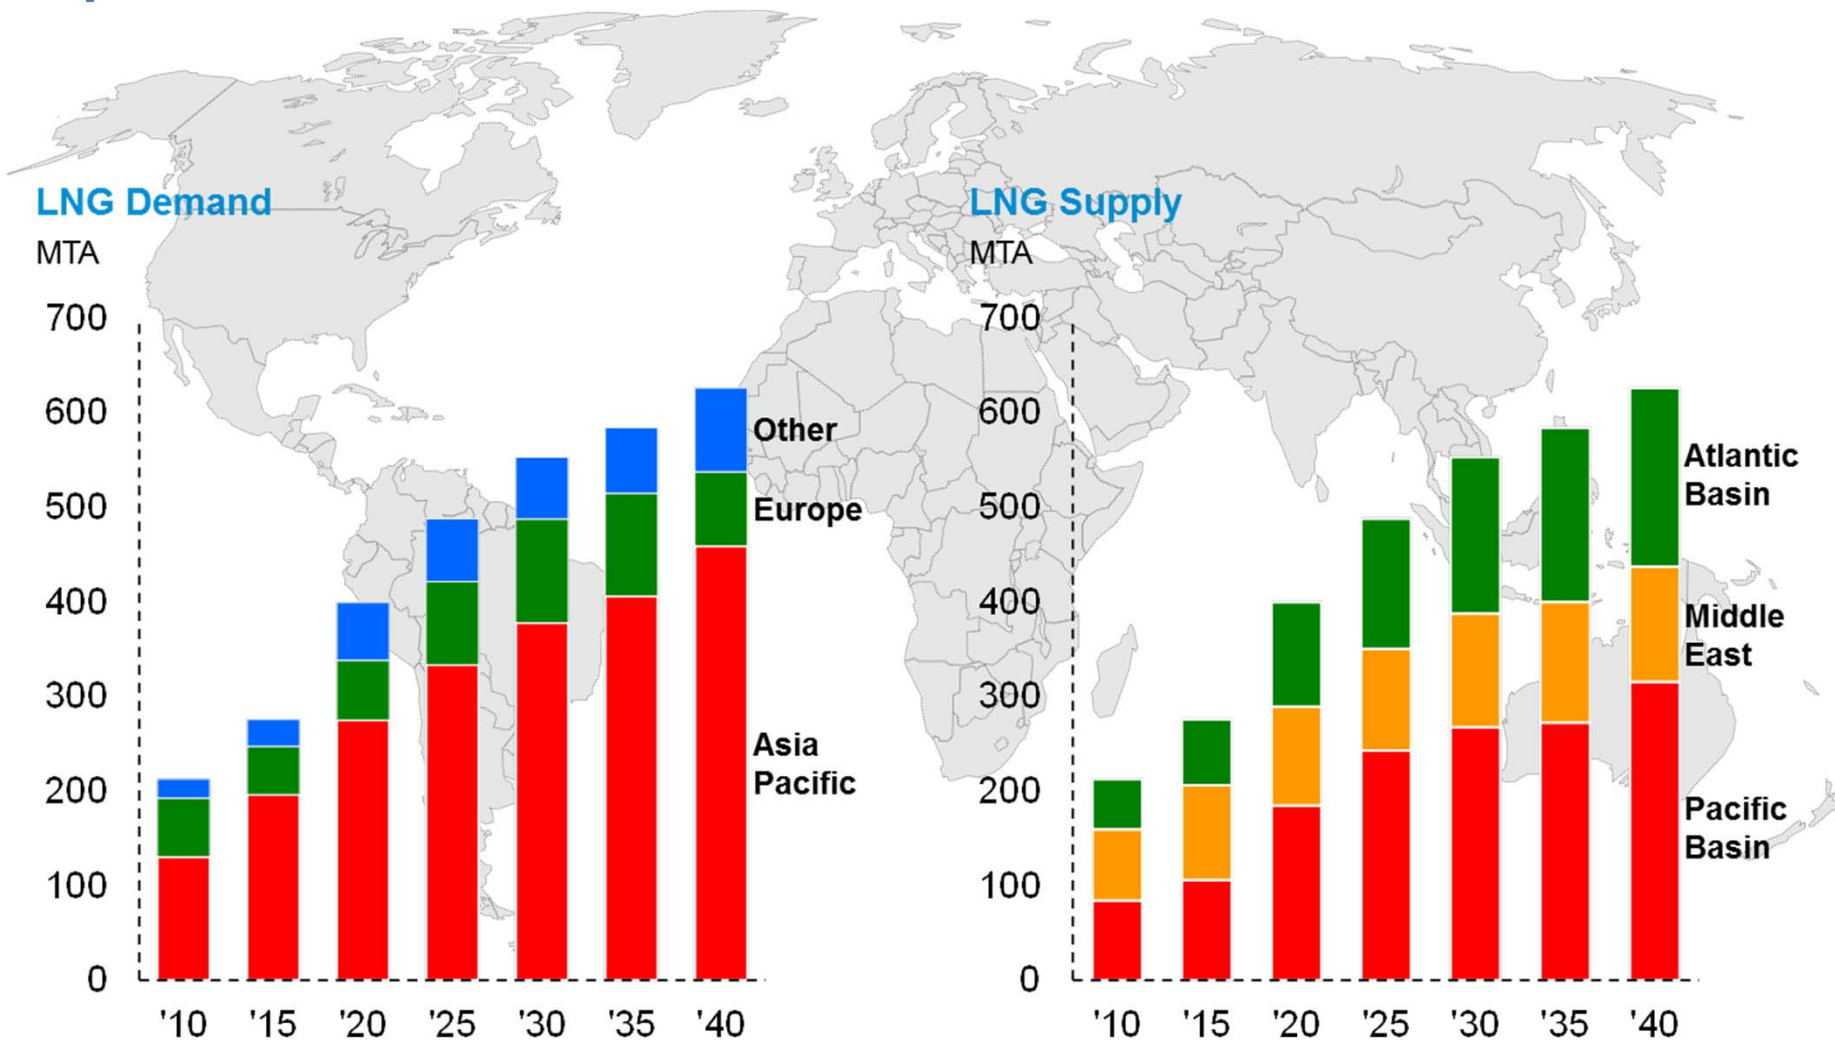 LNG Demand
MTA
700
600
500
400
300
200
100
0
'10 '15 '20 '25 '30 '35 '40
Other
Europe
Asia
Pacific
LNG Supply
MTA
700
600
500
400
300
200
100
0
'10 '15 '20 '25 '30 '35 '40
Atlantic
Basin
Middle
East
Pacific
Basin